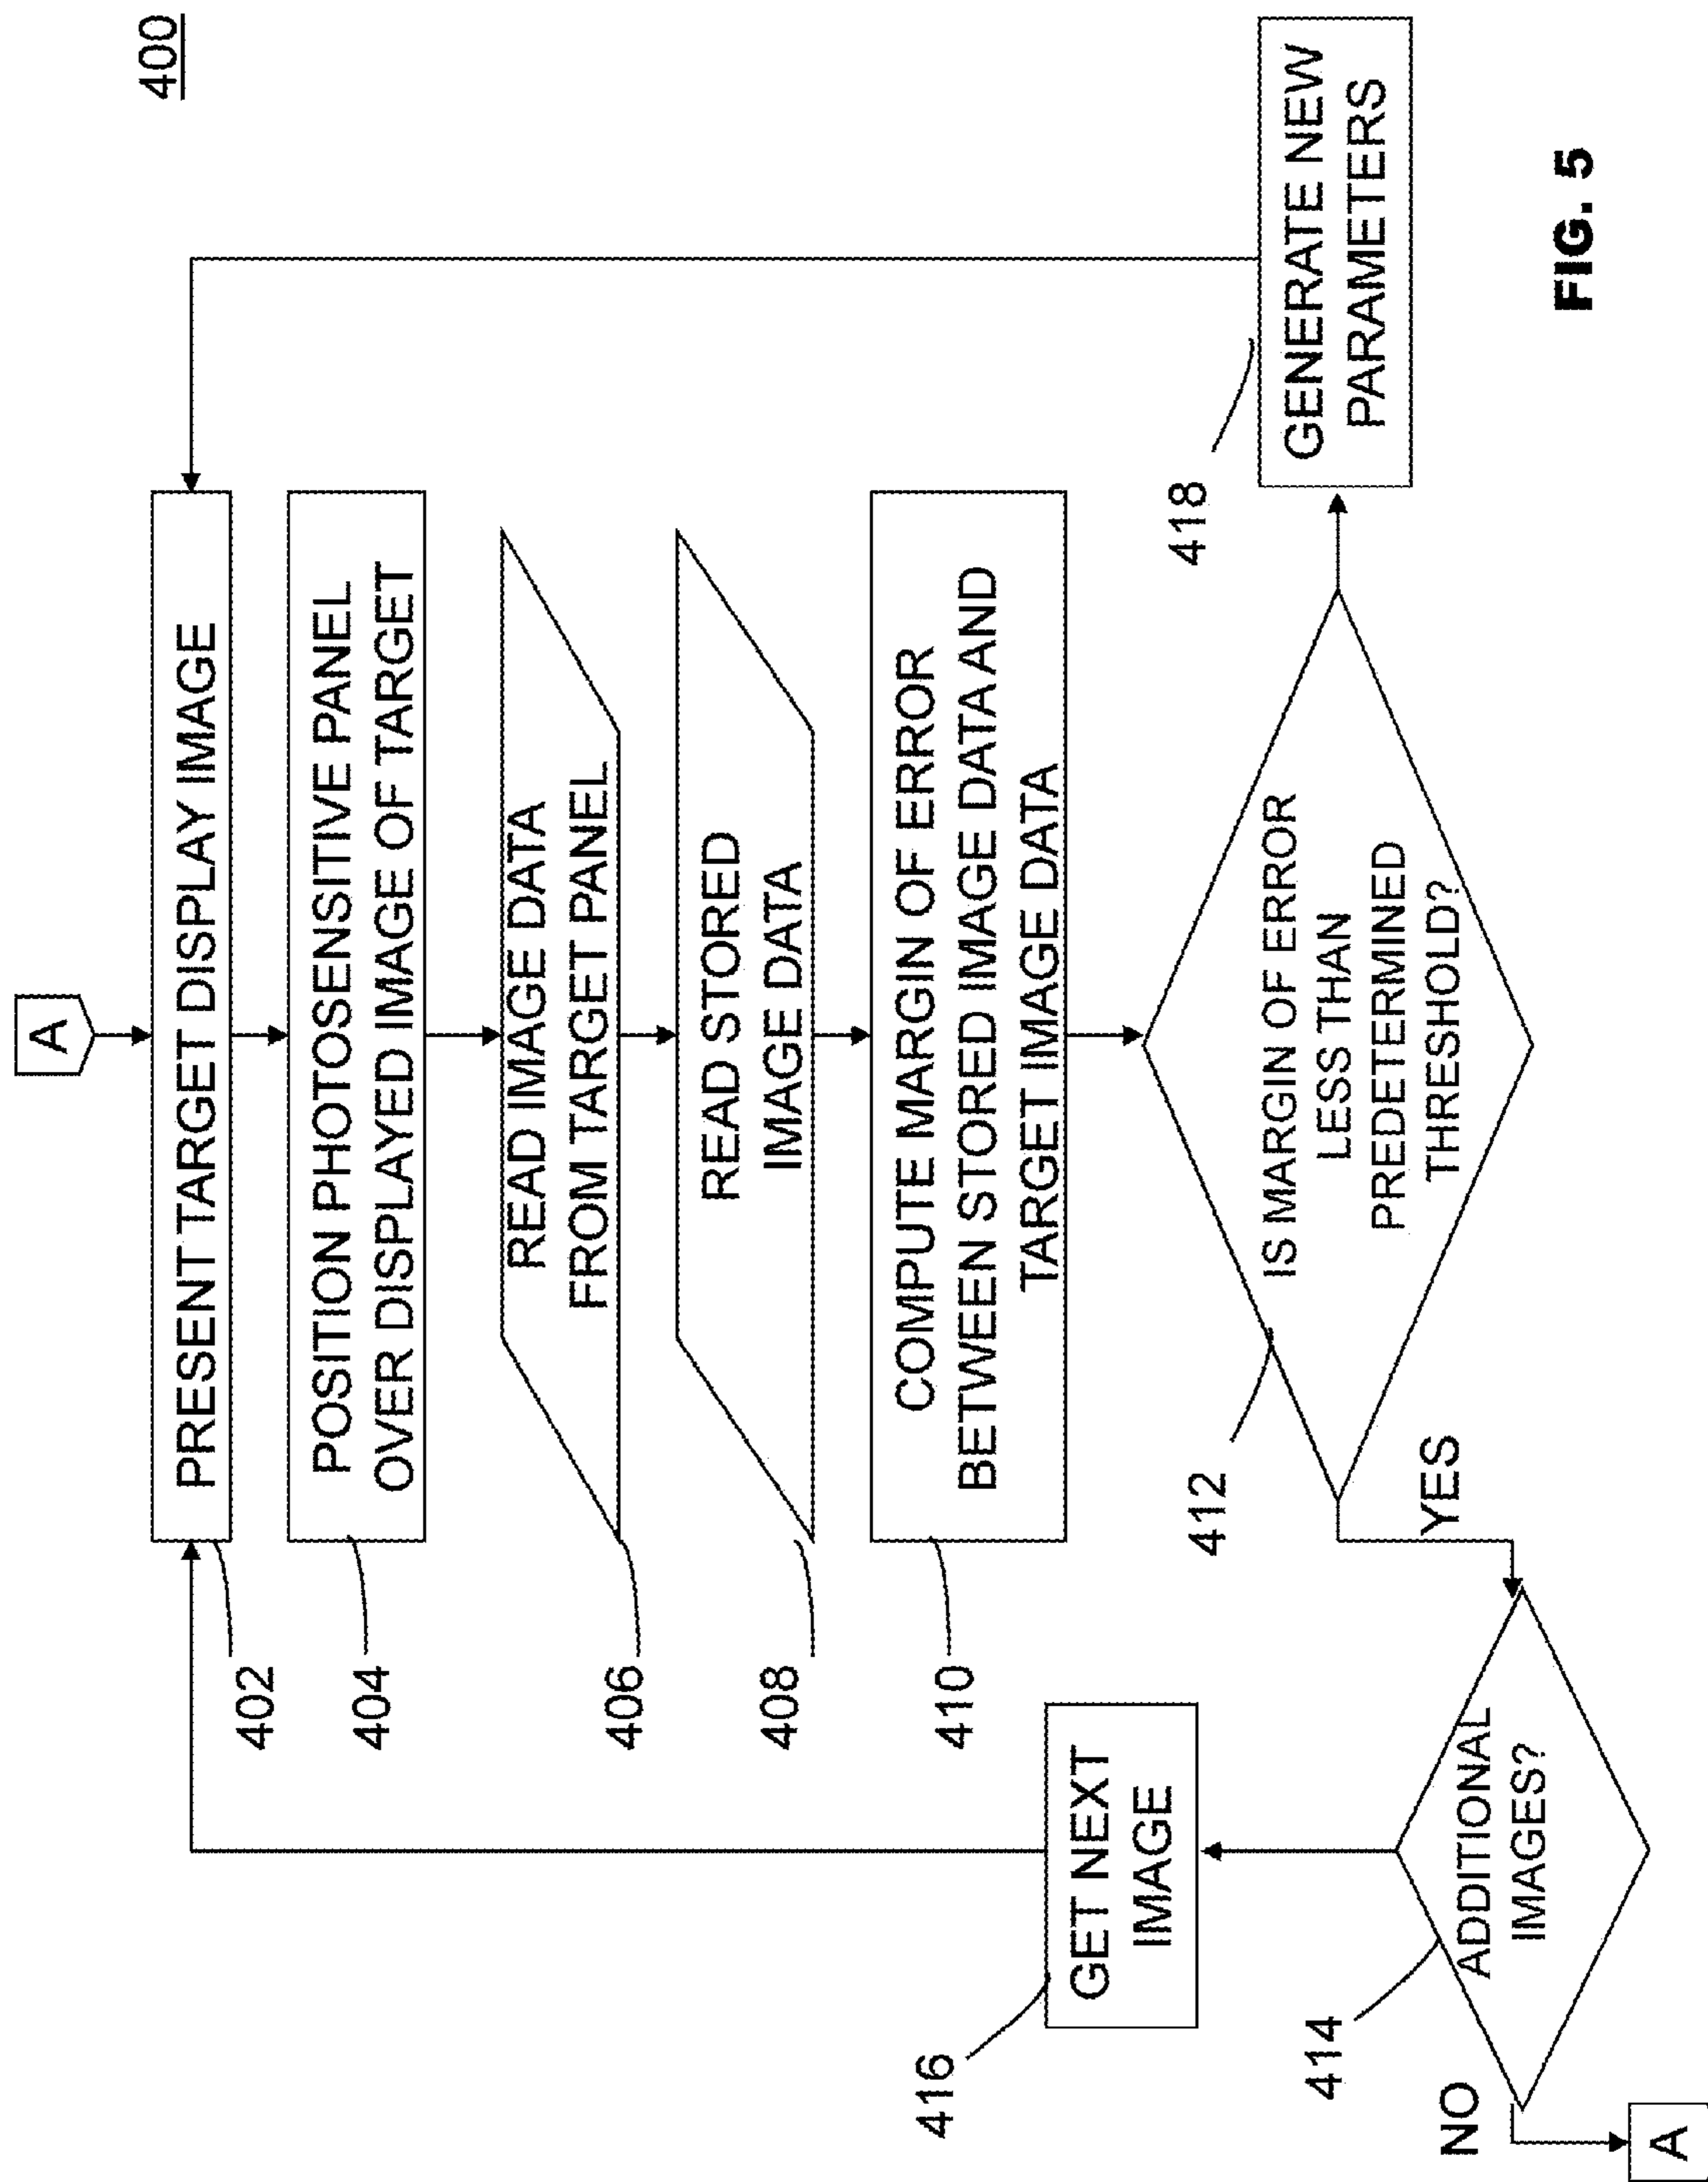 400
A
PRESENT TARGET DISPLAY IMAGE
402
POSITION PHOTOSENSITIVE PANEL
OVER DISPLAYED IMAGE OF TARGET
404
READ IMAGE DATA
FROM TARGET PANEL
406
READ STORED
IMAGE DATA
408
COMPUTE MARGIN OF ERROR
BETWEEN STORED IMAGE DATA AND
TARGET IMAGE DATA
410
IS MARGIN OF ERROR
LESS THAN
PREDETERMINED
THRESHOLD?
412
YES
418
GENERATE NEW
PARAMETERS
416
GET NEXT
IMAGE
414
ADDITIONAL
IMAGES?
NO
A
FIG. 5